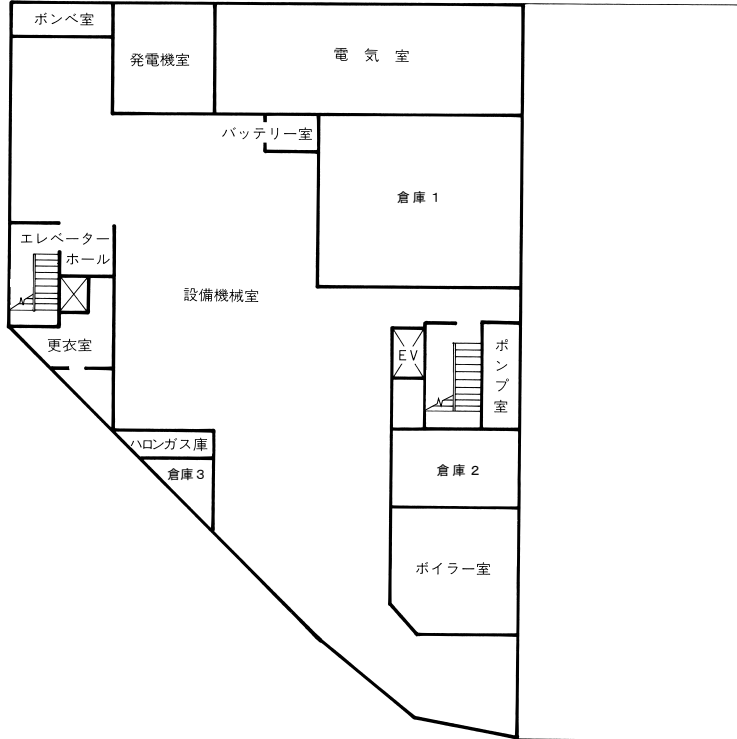 ボンベ室
発電機室
電気室
バッテリー室
倉庫1
エレベーター
ホール
設備機械室
更衣室
EV
ポンプ室
ハロンガス庫
倉庫3
倉庫2
ボイラー室